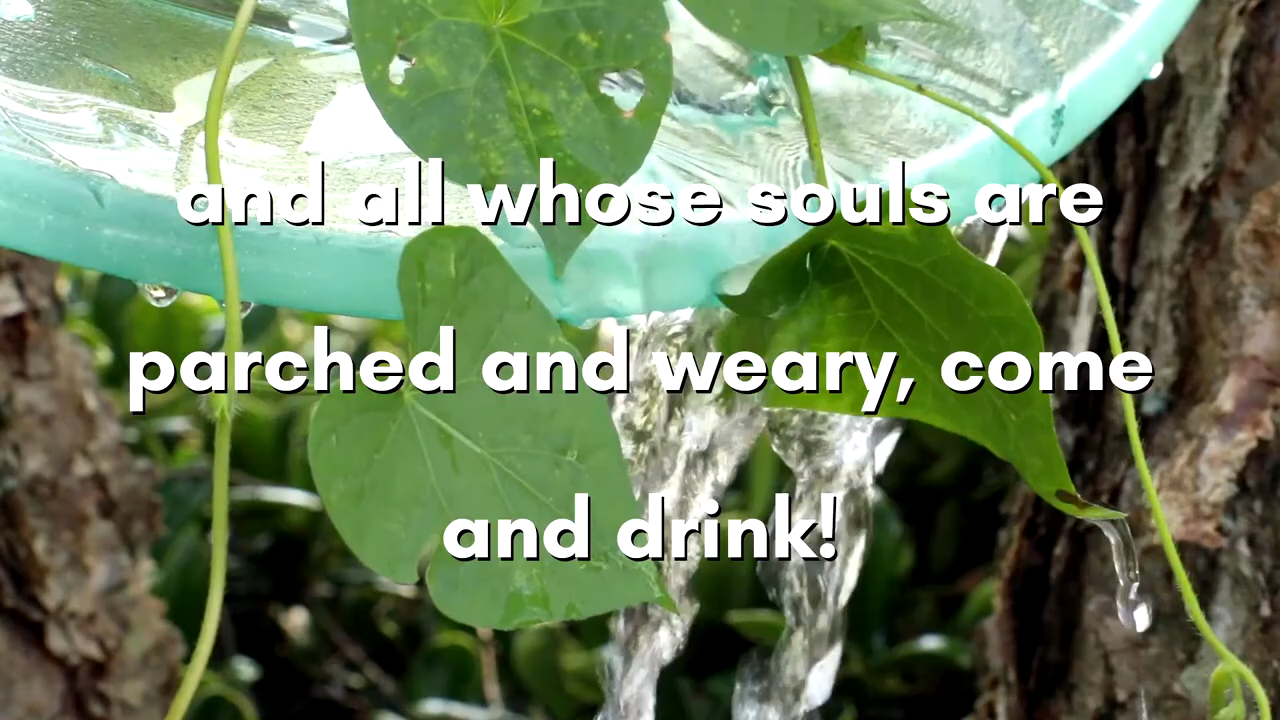 and all whose souls are
parched and weary, come
and drink!